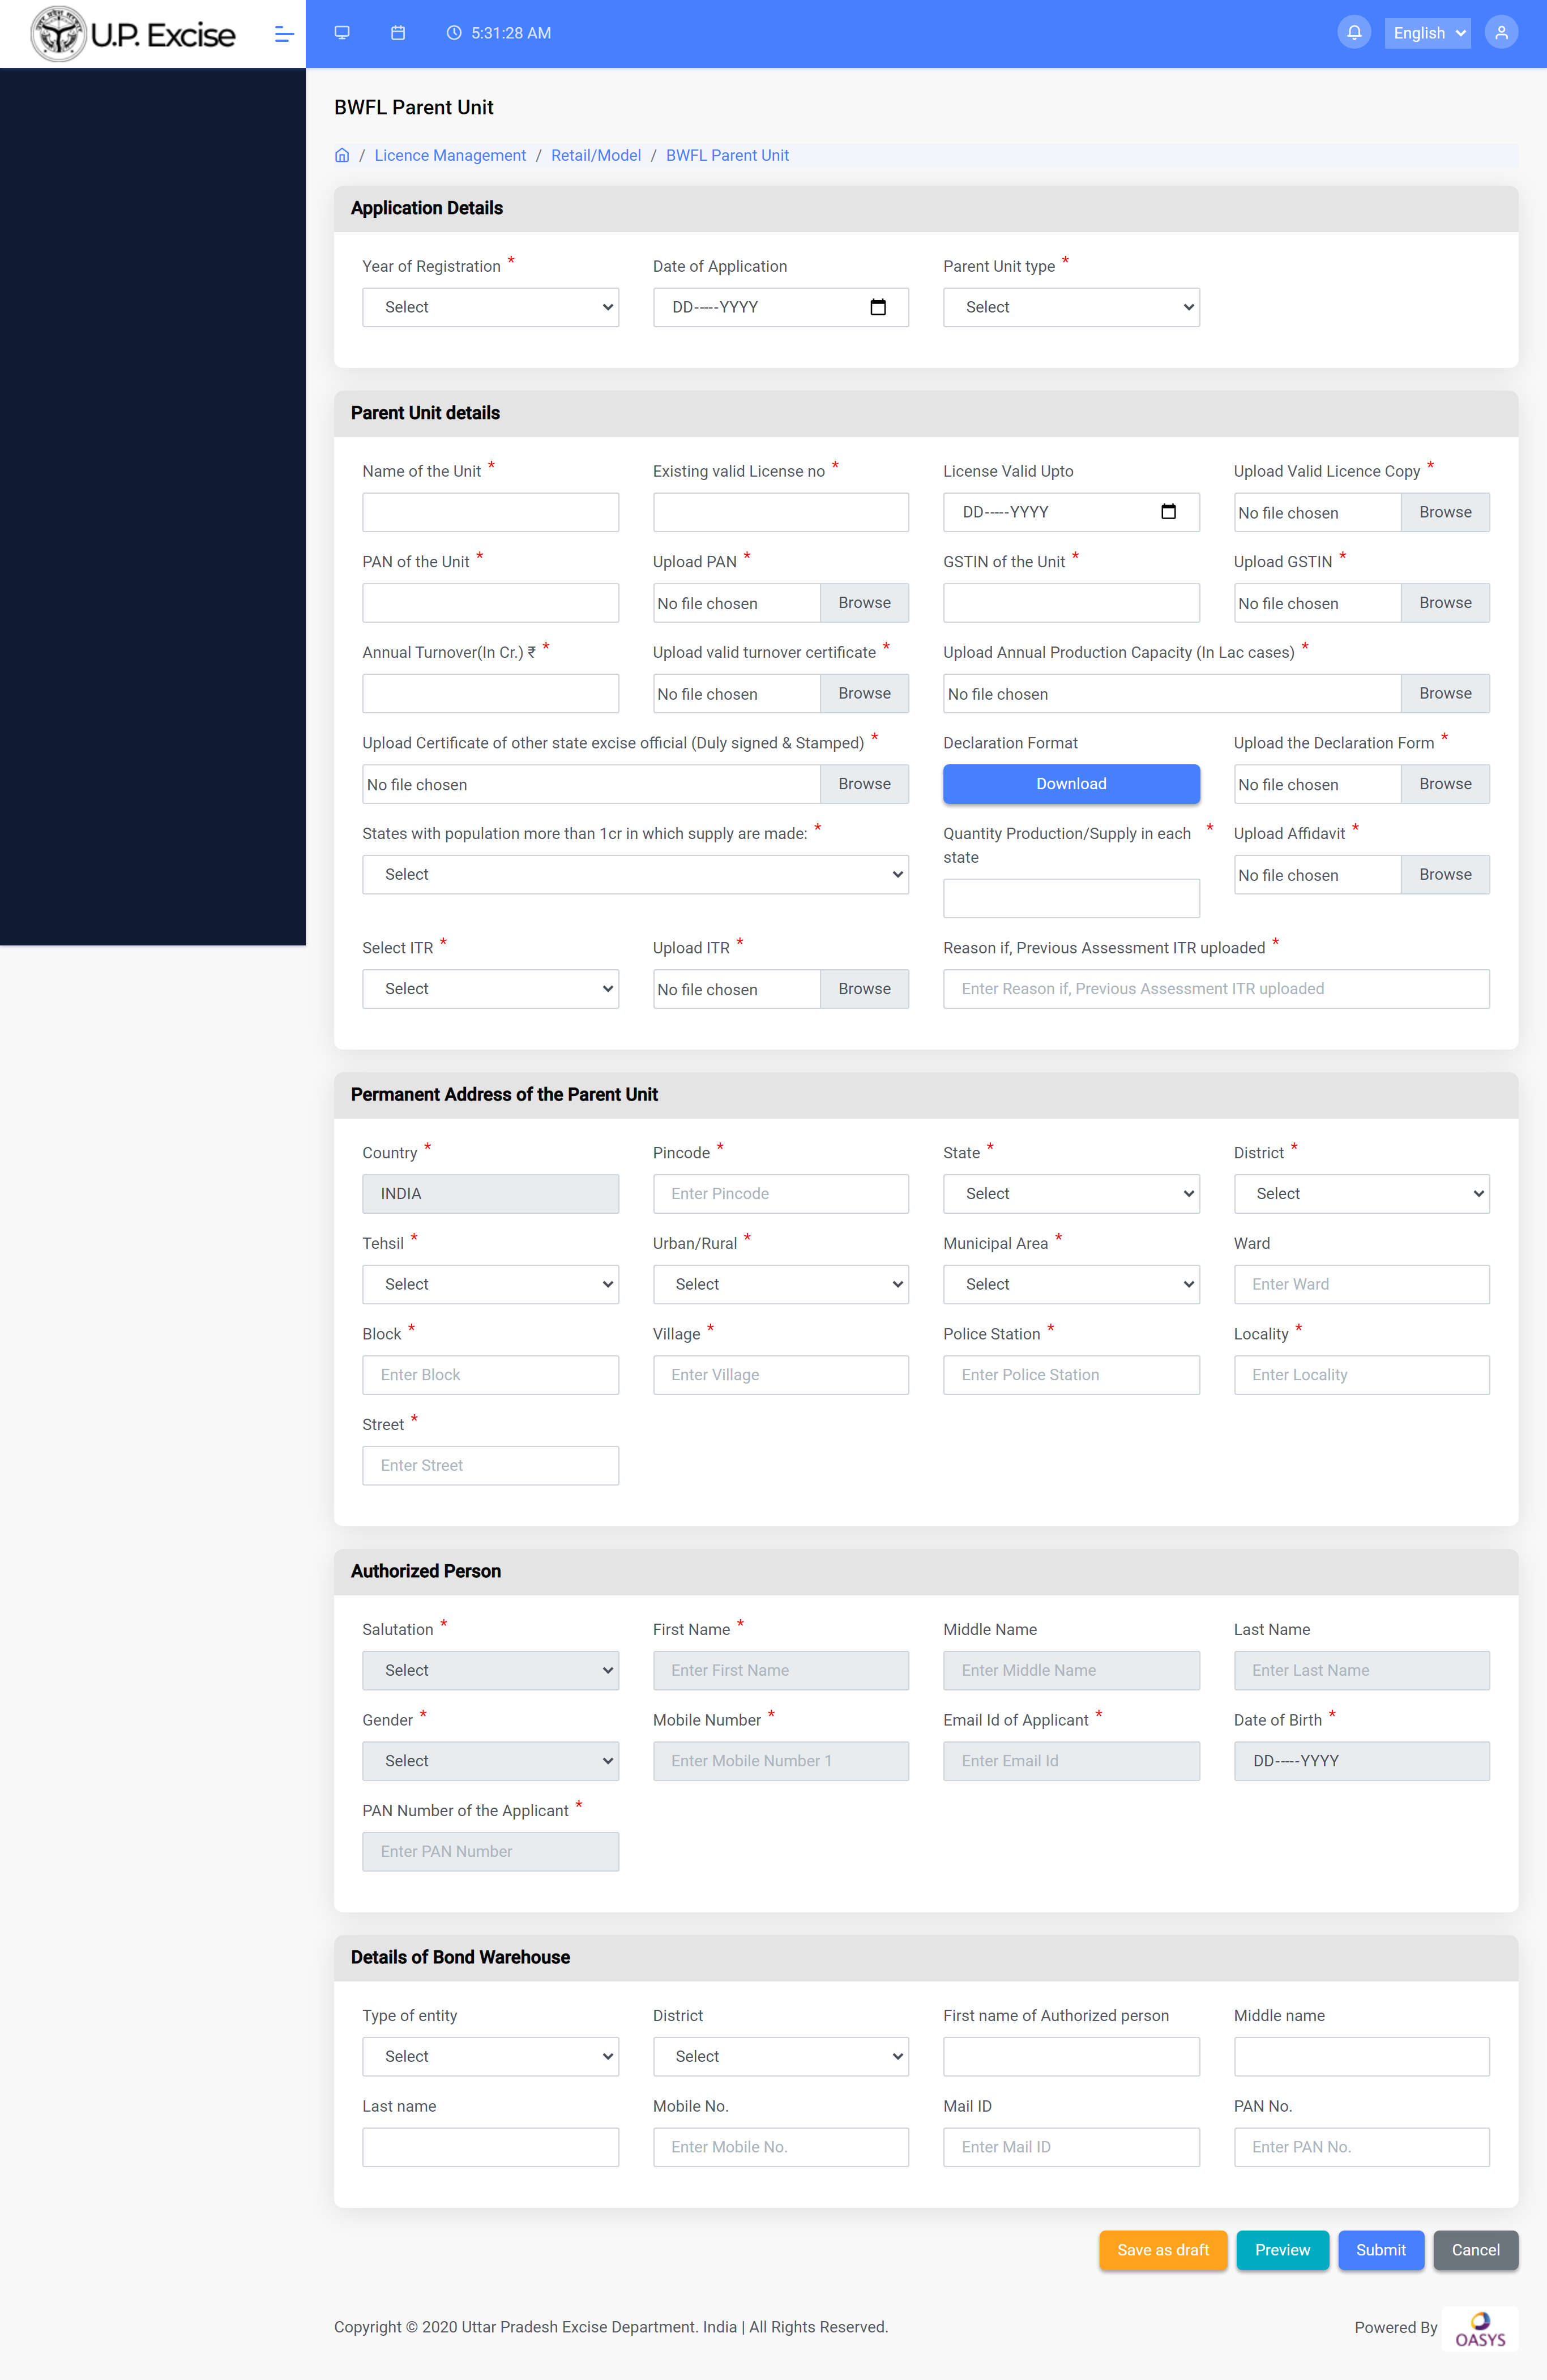 U.P. Excise
5:31:28 AM
English
BWFL Parent Unit
/ Licence Management / Retail/Model / BWFL Parent Unit
Application Details
Year of Registration * Date of Application Parent Unit type *
Select DD-----YYYY Select
Parent Unit details
Name of the Unit * Existing valid License no * License Valid Upto Upload Valid Licence Copy *
DD-----YYYY No file chosen Browse
PAN of the Unit * Upload PAN * GSTIN of the Unit * Upload GSTIN *
No file chosen Browse No file chosen Browse
Annual Turnover(In Cr.) ₹ * Upload valid turnover certificate * Upload Annual Production Capacity (In Lac cases) *
No file chosen Browse No file chosen Browse
Upload Certificate of other state excise official (Duly signed & Stamped) * Declaration Format Upload the Declaration Form *
No file chosen Browse Download No file chosen Browse
States with population more than 1cr in which supply are made: * Quantity Production/Supply in each state * Upload Affidavit *
Select No file chosen Browse
Select ITR * Upload ITR * Reason if, Previous Assessment ITR uploaded *
Select No file chosen Browse Enter Reason if, Previous Assessment ITR uploaded
Permanent Address of the Parent Unit
Country * Pincode * State * District *
INDIA Enter Pincode Select Select
Tehsil * Urban/Rural * Municipal Area * Ward
Select Select Select Enter Ward
Block * Village * Police Station * Locality *
Enter Block Enter Village Enter Police Station Enter Locality
Street *
Enter Street
Authorized Person
Salutation * First Name * Middle Name Last Name
Select Enter First Name Enter Middle Name Enter Last Name
Gender * Mobile Number * Email Id of Applicant * Date of Birth *
Select Enter Mobile Number 1 Enter Email Id DD-----YYYY
PAN Number of the Applicant *
Enter PAN Number
Details of Bond Warehouse
Type of entity District First name of Authorized person Middle name
Select Select
Last name Mobile No. Mail ID PAN No.
Enter Mobile No. Enter Mail ID Enter PAN No.
Save as draft Preview Submit Cancel
Copyright © 2020 Uttar Pradesh Excise Department. India | All Rights Reserved. Powered By OASYS